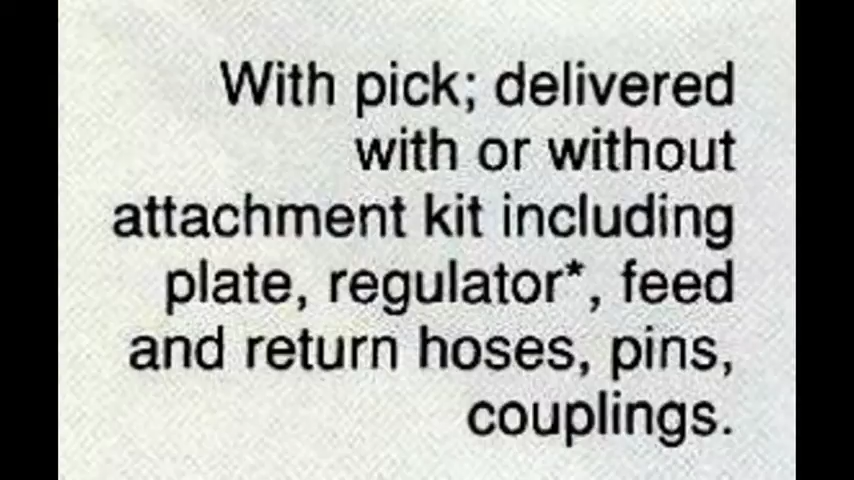 With pick; delivered
with or without
attachment kit including
plate, regulator*, feed
and return hoses, pins,
couplings.